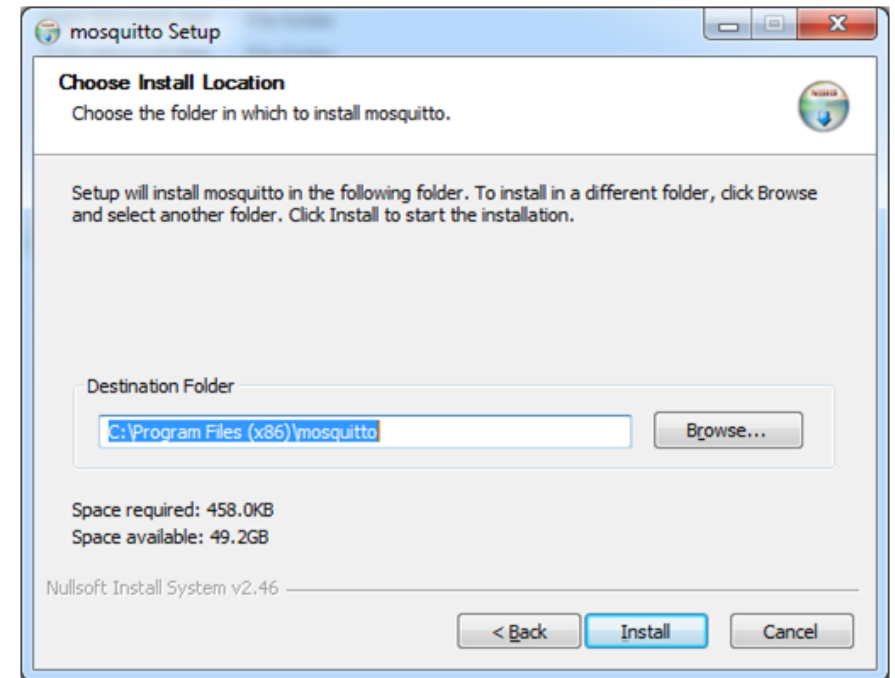 mosquitto Setup
Choose Install Location
Choose the folder in which to install mosquitto.
Setup will install mosquitto in the following folder. To install in a different folder, click Browse
and select another folder. Click Install to start the installation.
Destination Folder
C:\Program Files (x86)\mosquitto
Browse...
Space required: 458.0KB
Space available: 49.2GB
Nullsoft Install System v2.46
< Back
Install
Cancel